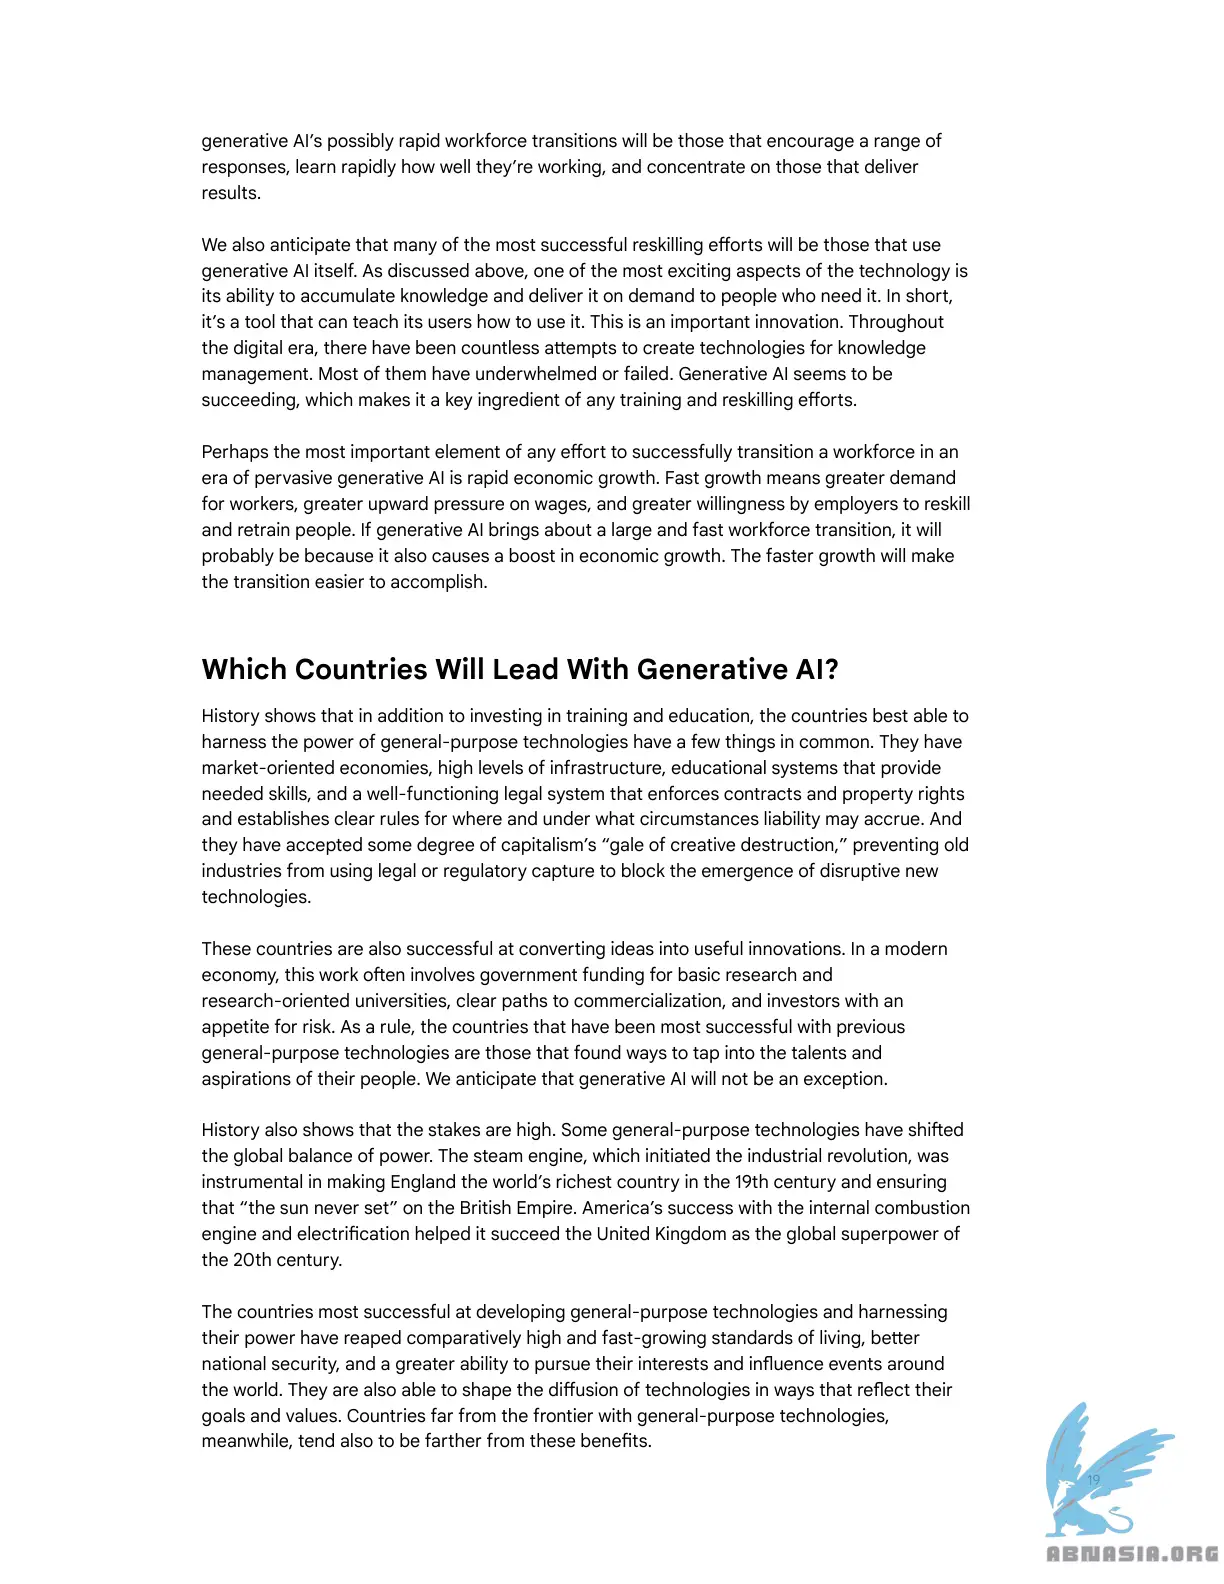 generative AI’s possibly rapid workforce transitions will be those that encourage a range of
responses, learn rapidly how well they’re working, and concentrate on those that deliver
results.
We also anticipate that many of the most successful reskilling efforts will be those that use
generative AI itself. As discussed above, one of the most exciting aspects of the technology is
its ability to accumulate knowledge and deliver it on demand to people who need it. In short,
it’s a tool that can teach its users how to use it. This is an important innovation. Throughout
the digital era, there have been countless attempts to create technologies for knowledge
management. Most of them have underwhelmed or failed. Generative AI seems to be
succeeding, which makes it a key ingredient of any training and reskilling efforts.
Perhaps the most important element of any effort to successfully transition a workforce in an
era of pervasive generative AI is rapid economic growth. Fast growth means greater demand
for workers, greater upward pressure on wages, and greater willingness by employers to reskill
and retrain people. If generative AI brings about a large and fast workforce transition, it will
probably be because it also causes a boost in economic growth. The faster growth will make
the transition easier to accomplish.
Which Countries Will Lead With Generative AI?
History shows that in addition to investing in training and education, the countries best able to
harness the power of general-purpose technologies have a few things in common. They have
market-oriented economies, high levels of infrastructure, educational systems that provide
needed skills, and a well-functioning legal system that enforces contracts and property rights
and establishes clear rules for where and under what circumstances liability may accrue. And
they have accepted some degree of capitalism’s “gale of creative destruction,” preventing old
industries from using legal or regulatory capture to block the emergence of disruptive new
technologies.
These countries are also successful at converting ideas into useful innovations. In a modern
economy, this work often involves government funding for basic research and
research-oriented universities, clear paths to commercialization, and investors with an
appetite for risk. As a rule, the countries that have been most successful with previous
general-purpose technologies are those that found ways to tap into the talents and
aspirations of their people. We anticipate that generative AI will not be an exception.
History also shows that the stakes are high. Some general-purpose technologies have shifted
the global balance of power. The steam engine, which initiated the industrial revolution, was
instrumental in making England the world’s richest country in the 19th century and ensuring
that “the sun never set” on the British Empire. America’s success with the internal combustion
engine and electrification helped it succeed the United Kingdom as the global superpower of
the 20th century.
The countries most successful at developing general-purpose technologies and harnessing
their power have reaped comparatively high and fast-growing standards of living, better
national security, and a greater ability to pursue their interests and influence events around
the world. They are also able to shape the diffusion of technologies in ways that reflect their
goals and values. Countries far from the frontier with general-purpose technologies,
meanwhile, tend also to be farther from these benefits.
19
ABNASIA.ORG